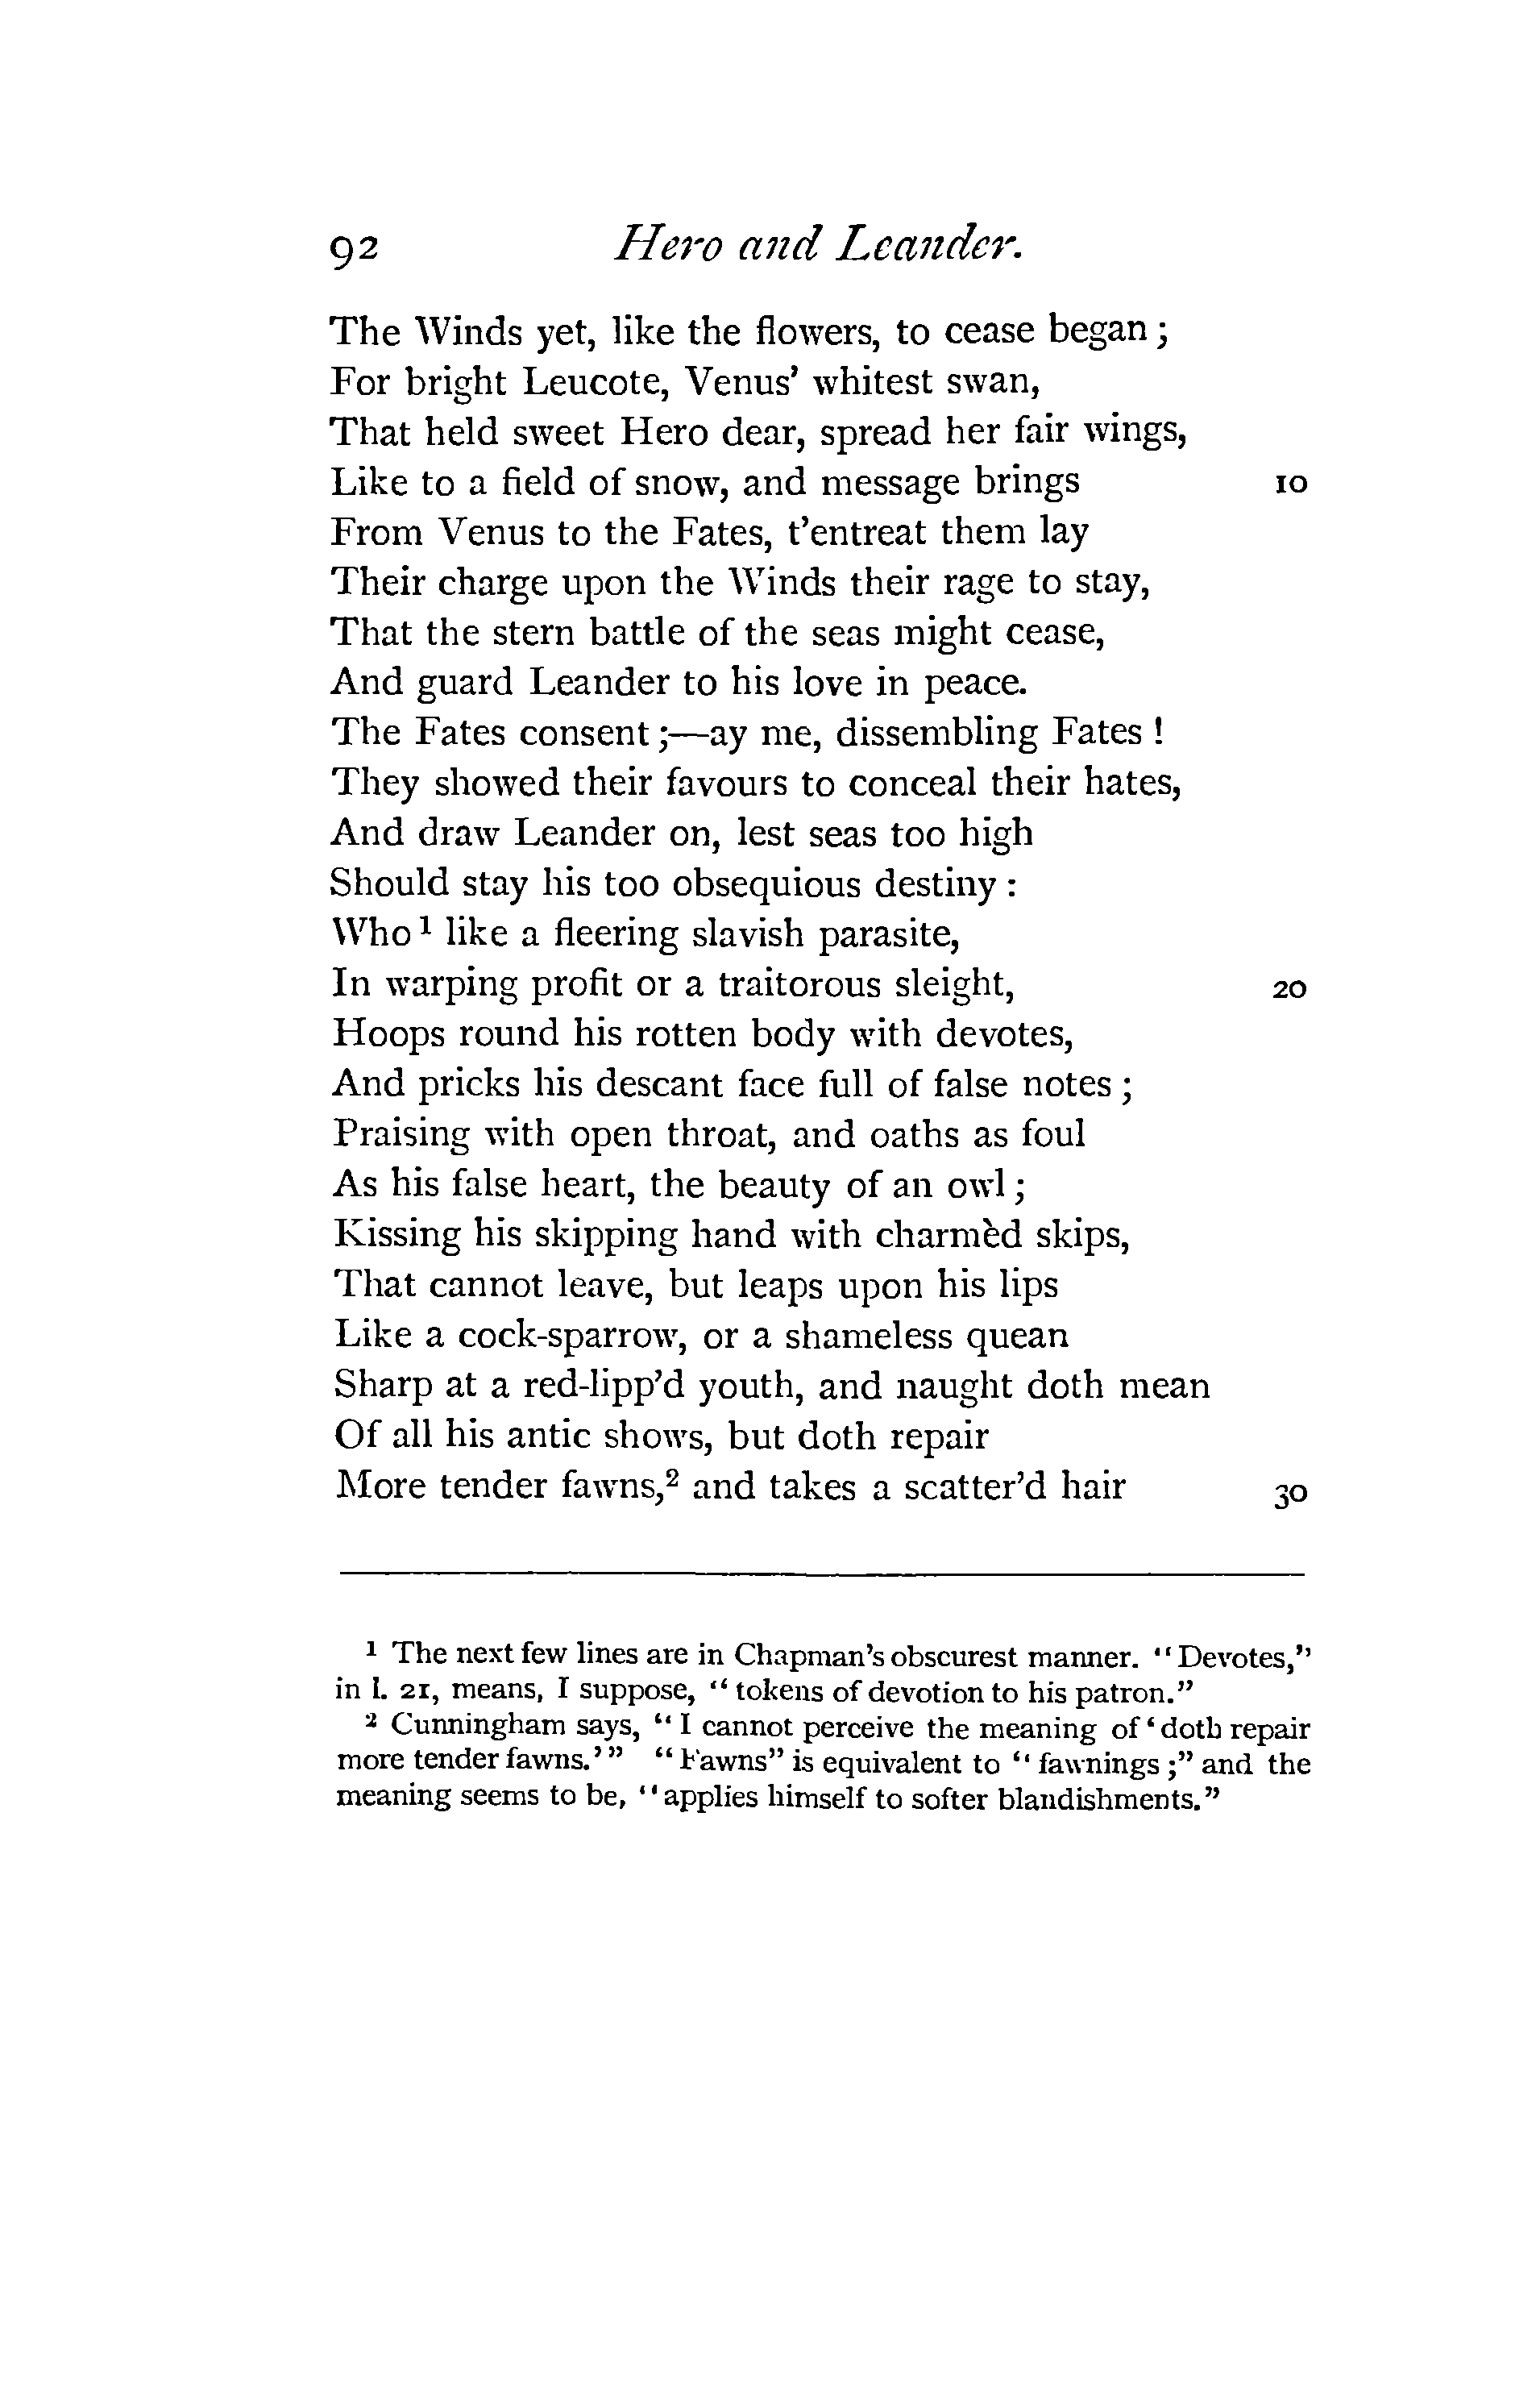 92 Hero and Leander.
The Winds yet, like the flowers, to cease began ;
For bright Leucote, Venus’ whitest swan,
That held sweet Hero dear, spread her fair wings,
Like to a field of snow, and message brings 10
From Venus to the Fates, t’entreat them lay
Their charge upon the Winds their rage to stay,
That the stern battle of the seas might cease,
And guard Leander to his love in peace.
The Fates consent ;—ay me, dissembling Fates !
They showed their favours to conceal their hates,
And draw Leander on, lest seas too high
Should stay his too obsequious destiny :
Who ¹ like a fleering slavish parasite,
In warping profit or a traitorous sleight, 20
Hoops round his rotten body with devotes,
And pricks his descant face full of false notes ;
Praising with open throat, and oaths as foul
As his false heart, the beauty of an owl ;
Kissing his skipping hand with charmèd skips,
That cannot leave, but leaps upon his lips
Like a cock-sparrow, or a shameless quean
Sharp at a red-lipp’d youth, and naught doth mean
Of all his antic shows, but doth repair
More tender fawns,² and takes a scatter’d hair 30
¹ The next few lines are in Chapman’s obscurest manner. “Devotes,”
in l. 21, means, I suppose, “tokens of devotion to his patron.”
² Cunningham says, “I cannot perceive the meaning of ‘doth repair
more tender fawns.’” “Fawns” is equivalent to “fawnings ;” and the
meaning seems to be, “applies himself to softer blandishments.”